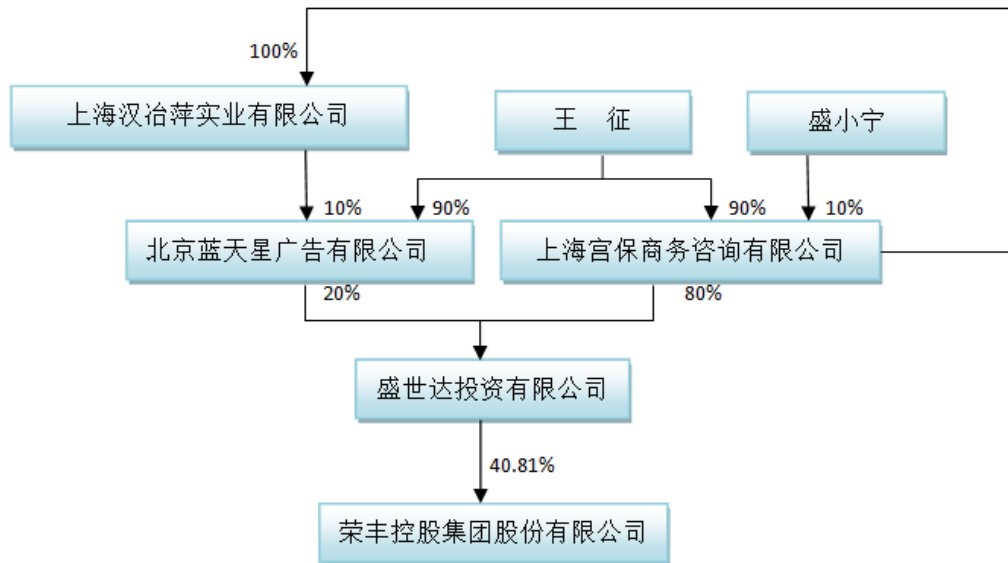 100%
上海汉冶萍实业有限公司
王 征
盛小宁
10%
90%
90%
10%
北京蓝天星广告有限公司
上海宫保商务咨询有限公司
20%
80%
盛世达投资有限公司
40.81%
荣丰控股集团股份有限公司